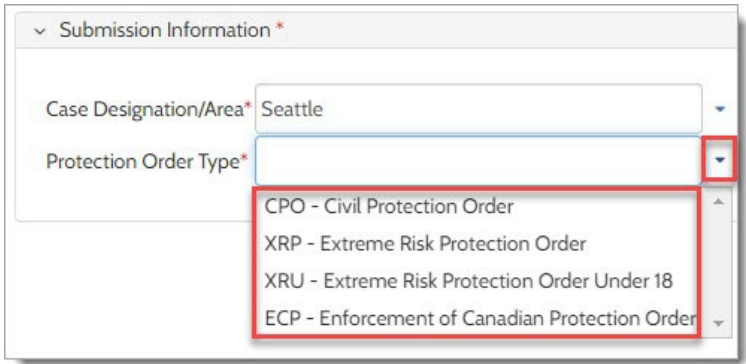 Submission Information *
Case Designation/Area* Seattle
Protection Order Type*
CPO - Civil Protection Order
XRP - Extreme Risk Protection Order
XRU - Extreme Risk Protection Order Under 18
ECP - Enforcement of Canadian Protection Order